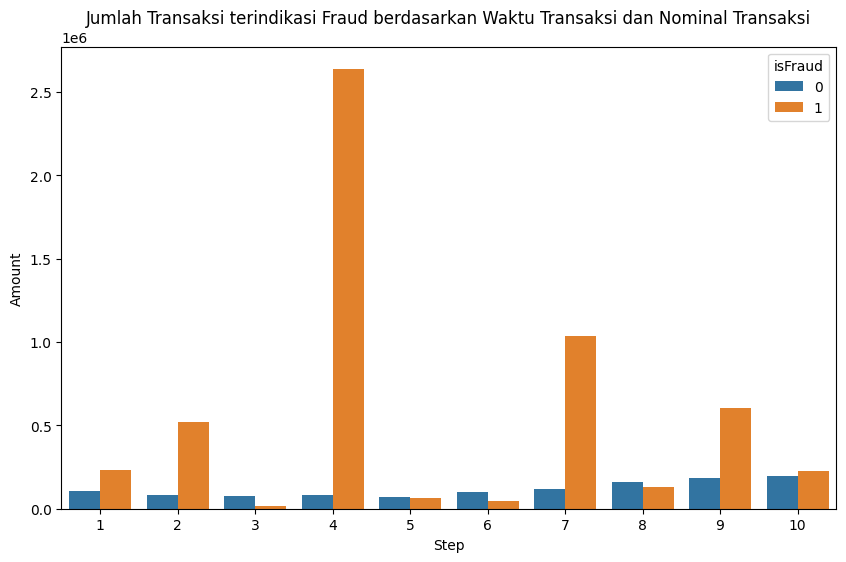 Jumlah Transaksi terindikasi Fraud berdasarkan Waktu Transaksi dan Nominal Transaksi
1e6
isFraud
0
1
2.5
2.0
1.5
1.0
0.5
0.0
Amount
1 2 3 4 5 6 7 8 9 10
Step